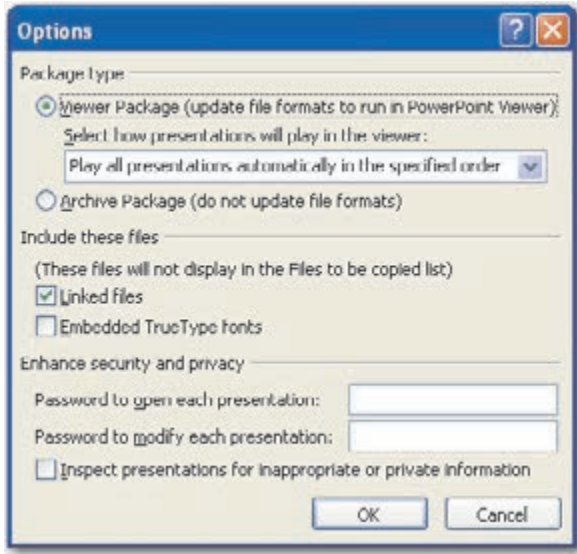 Options
Package type
Viewer Package (update file formats to run in PowerPoint Viewer)
Select how presentations will play in the viewer:
Play all presentations automatically in the specified order
Archive Package (do not update file formats)
Include these files
(These files will not display in the Files to be copied list)
Linked files
Embedded TrueType fonts
Enhance security and privacy
Password to open each presentation:
Password to modify each presentation:
Inspect presentations for inappropriate or private information
OK Cancel